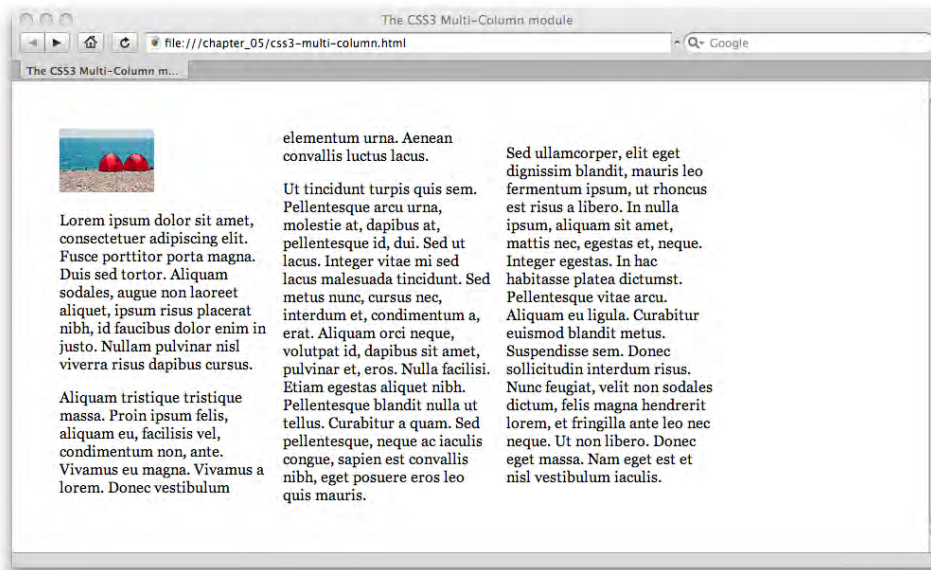 The CSS3 Multi-Column module
file:///chapter_05/css3-multi-column.html
Google
The CSS3 Multi-Column m...
Lorem ipsum dolor sit amet,
consectetuer adipiscing elit.
Fusce porttitor porta magna.
Duis sed tortor. Aliquam
sodales, augue non laoreet
aliquet, ipsum risus placerat
nibh, id faucibus dolor enim in
justo. Nullam pulvinar nisl
viverra risus dapibus cursus.
Aliquam tristique tristique
massa. Proin ipsum felis,
aliquam eu, facilisis vel,
condimentum non, ante.
Vivamus eu magna. Vivamus a
lorem. Donec vestibulum
elementum urna. Aenean
convallis luctus lacus.
Ut tincidunt turpis quis sem.
Pellentesque arcu urna,
molestie at, dapibus at,
pellentesque id, dui. Sed ut
lacus. Integer vitae mi sed
lacus malesuada tincidunt. Sed
metus nunc, cursus nec,
interdum et, condimentum a,
erat. Aliquam orci neque,
volutpat id, dapibus sit amet,
pulvinar et, eros. Nulla facilisi.
Etiam egestas aliquet nibh.
Pellentesque blandit nulla ut
tellus. Curabitur a quam. Sed
pellentesque, neque ac iaculis
congue, sapien est convallis
nibh, eget posuere eros leo
quis mauris.
Sed ullamcorper, elit eget
dignissim blandit, mauris leo
fermentum ipsum, ut rhoncus
est risus a libero. In nulla
ipsum, aliquam sit amet,
mattis nec, egestas et, neque.
Integer egestas. In hac
habitasse platea dictumst.
Pellentesque vitae arcu.
Aliquam eu ligula. Curabitur
euismod blandit metus.
Suspendisse sem. Donec
sollicitudin interdum risus.
Nunc feugiat, velit non sodales
dictum, felis magna hendrerit
lorem, et fringilla ante leo nec
neque. Ut non libero. Donec
eget massa. Nam eget est et
nisl vestibulum iaculis.